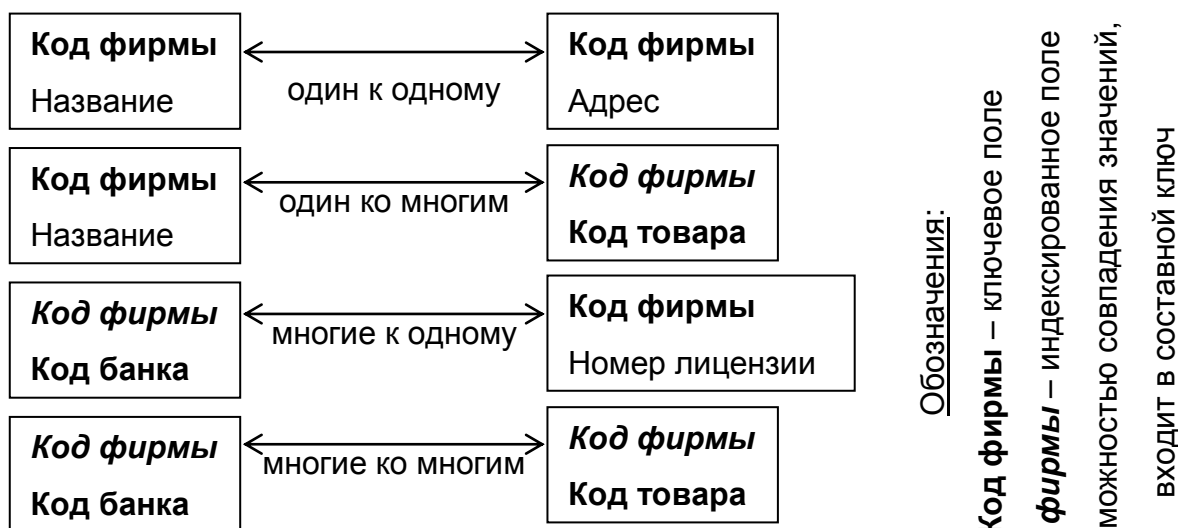 Код фирмы
Название
один к одному
Код фирмы
Адрес
Код фирмы
Название
один ко многим
Код фирмы
Код товара
Код фирмы
Код банка
многие к одному
Код фирмы
Номер лицензии
Код фирмы
Код банка
многие ко многим
Код фирмы
Код товара
Обозначения:
Код фирмы – ключевое поле
фирмы – индексированное поле
можностью совпадения значений,
входит в составной ключ